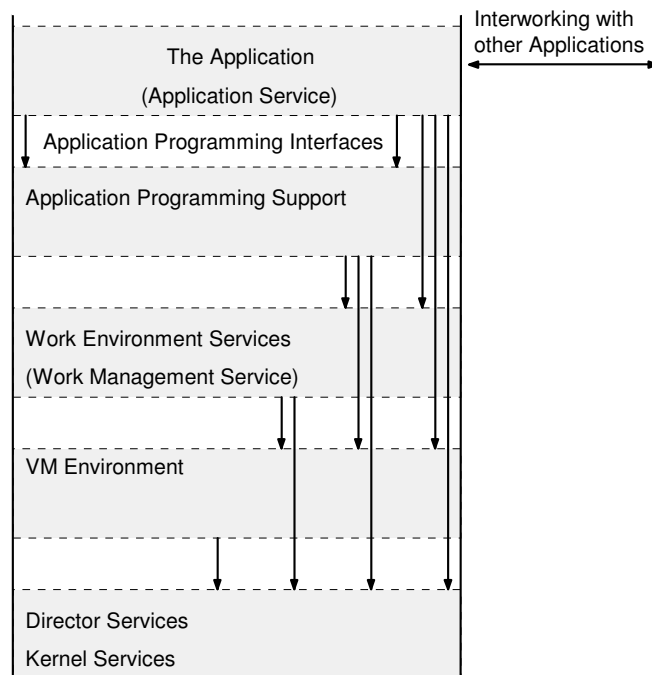 Interworking with
other Applications
The Application
(Application Service)
Application Programming Interfaces
Application Programming Support
Work Environment Services
(Work Management Service)
VM Environment
Director Services
Kernel Services